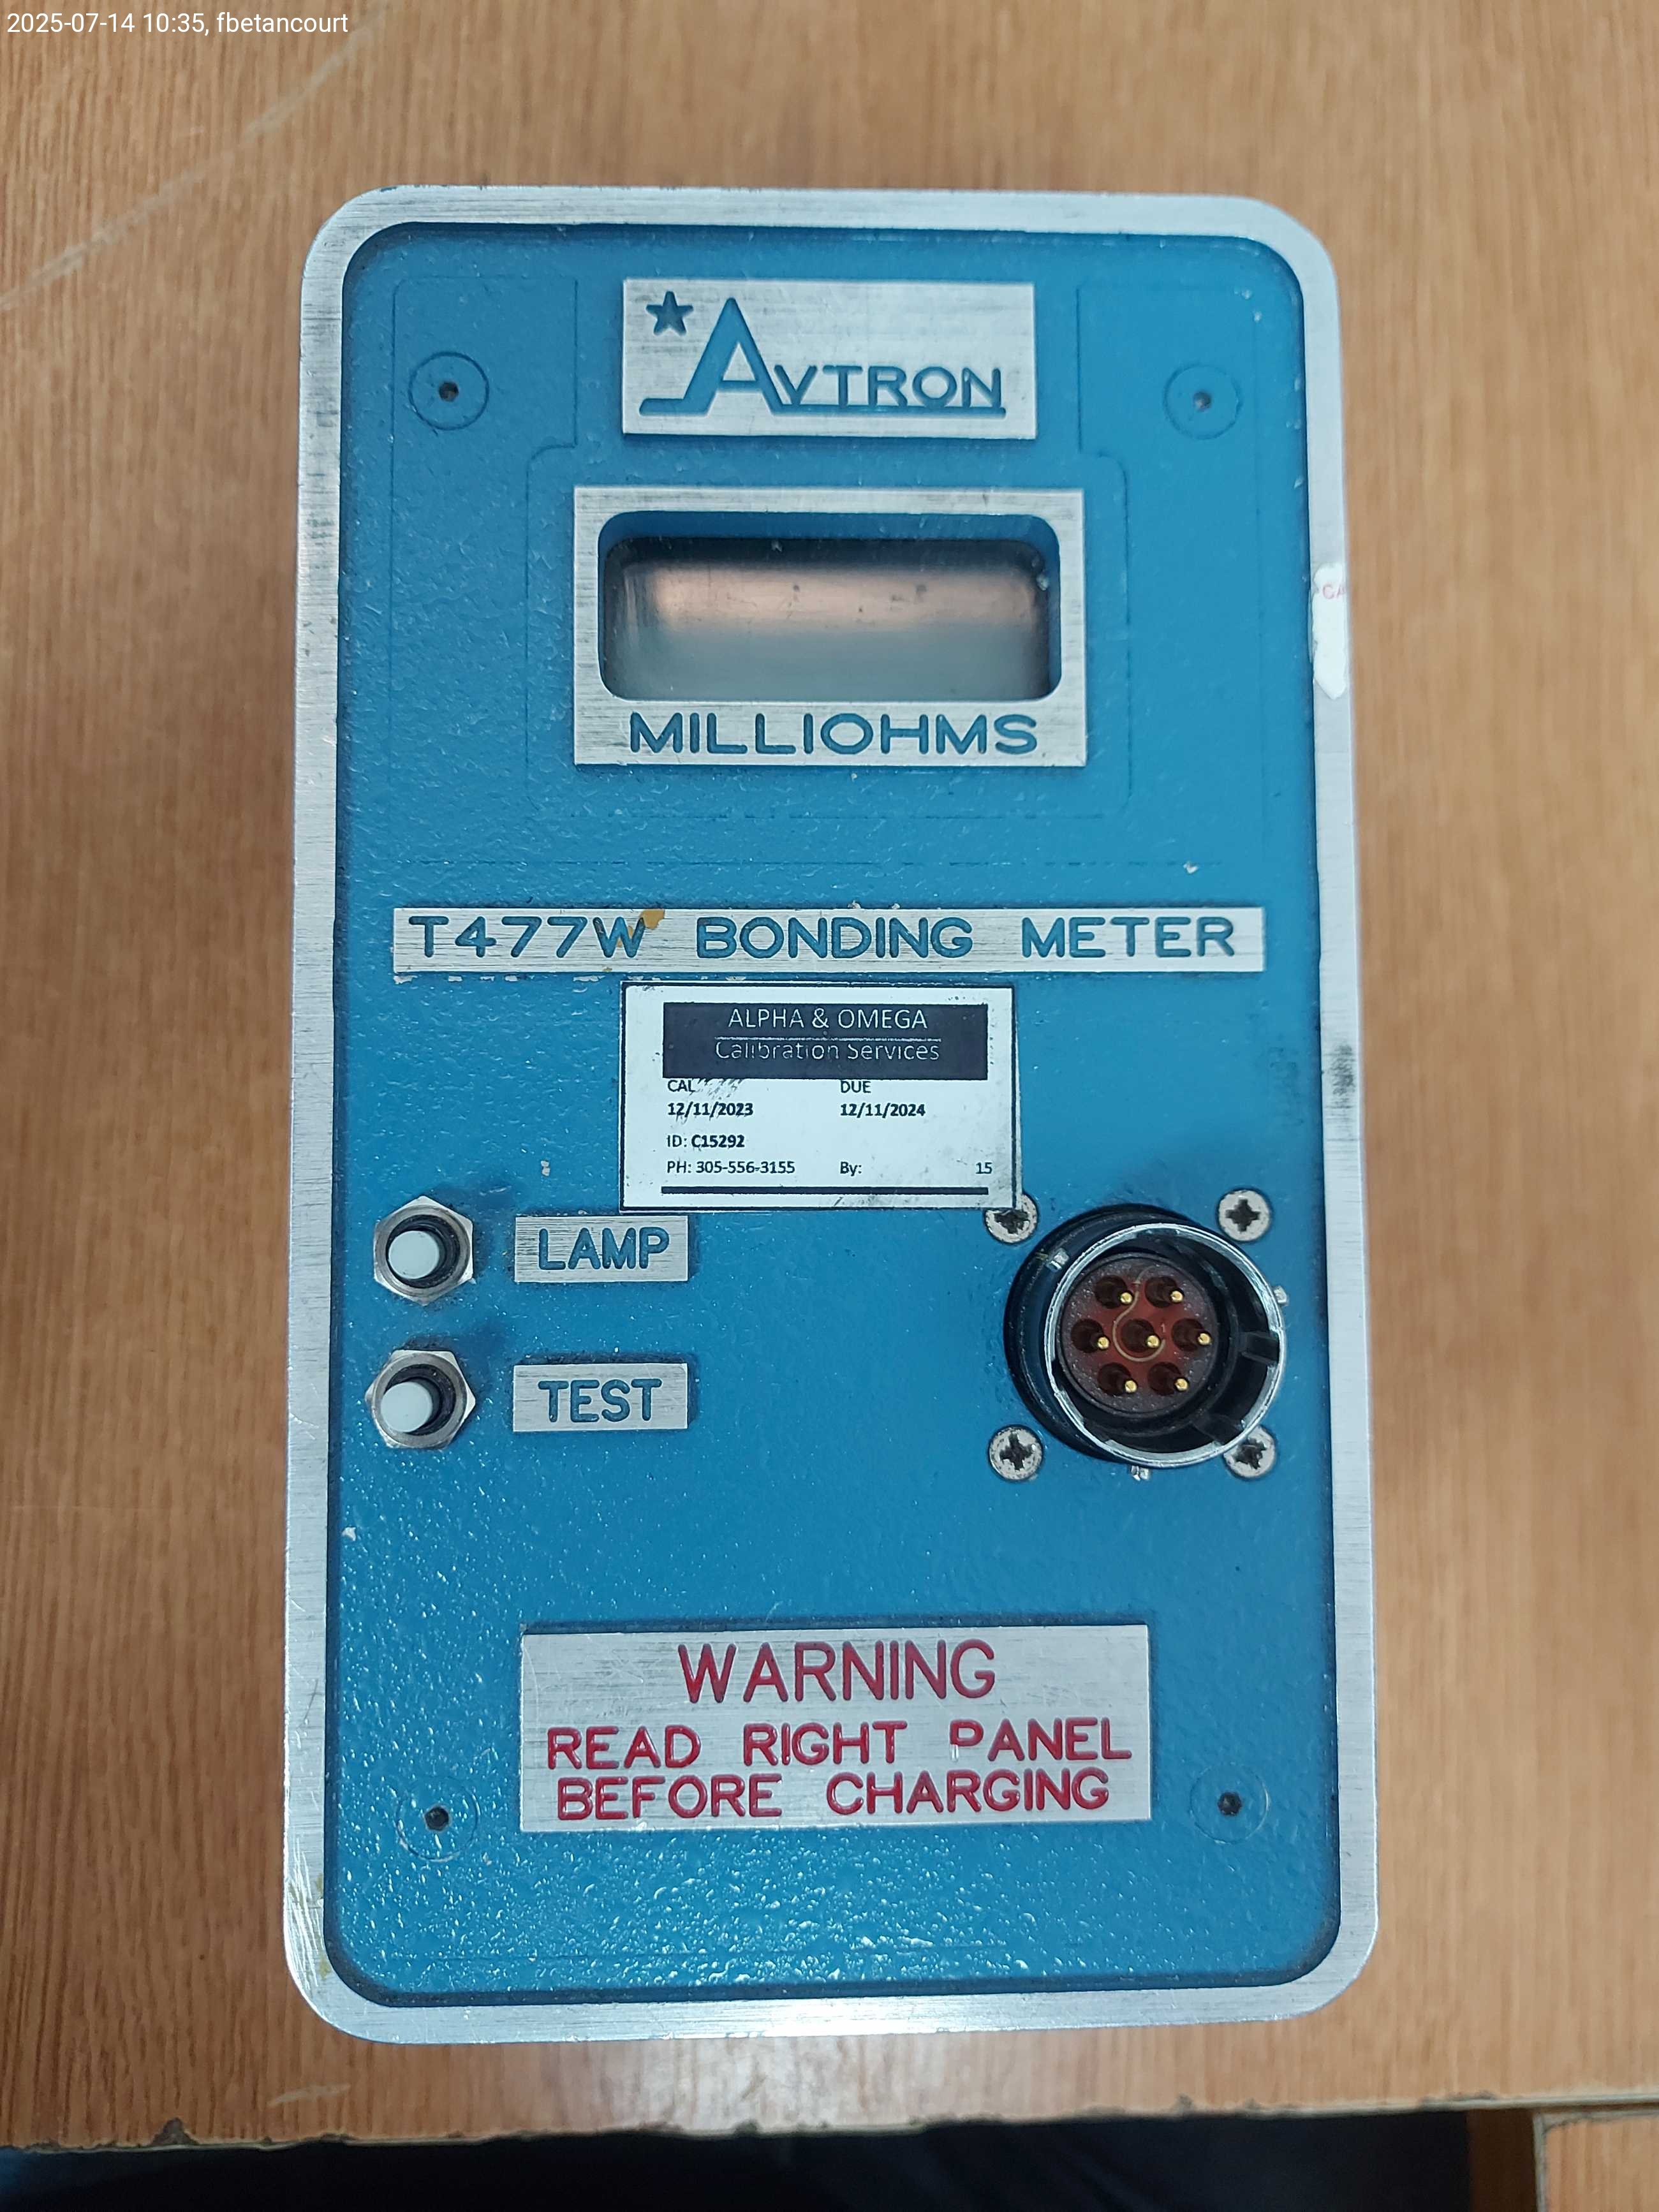 2025-07-14 10:35, fbetancourt
AVTRON
MILLIOHMS
T477W BONDING METER
ALPHA & OMEGA
Calibration Services
CAL DUE
12/11/2023 12/11/2024
ID: C15292
PH: 305-556-3155 By: 15
LAMP
TEST
WARNING
READ RIGHT PANEL
BEFORE CHARGING